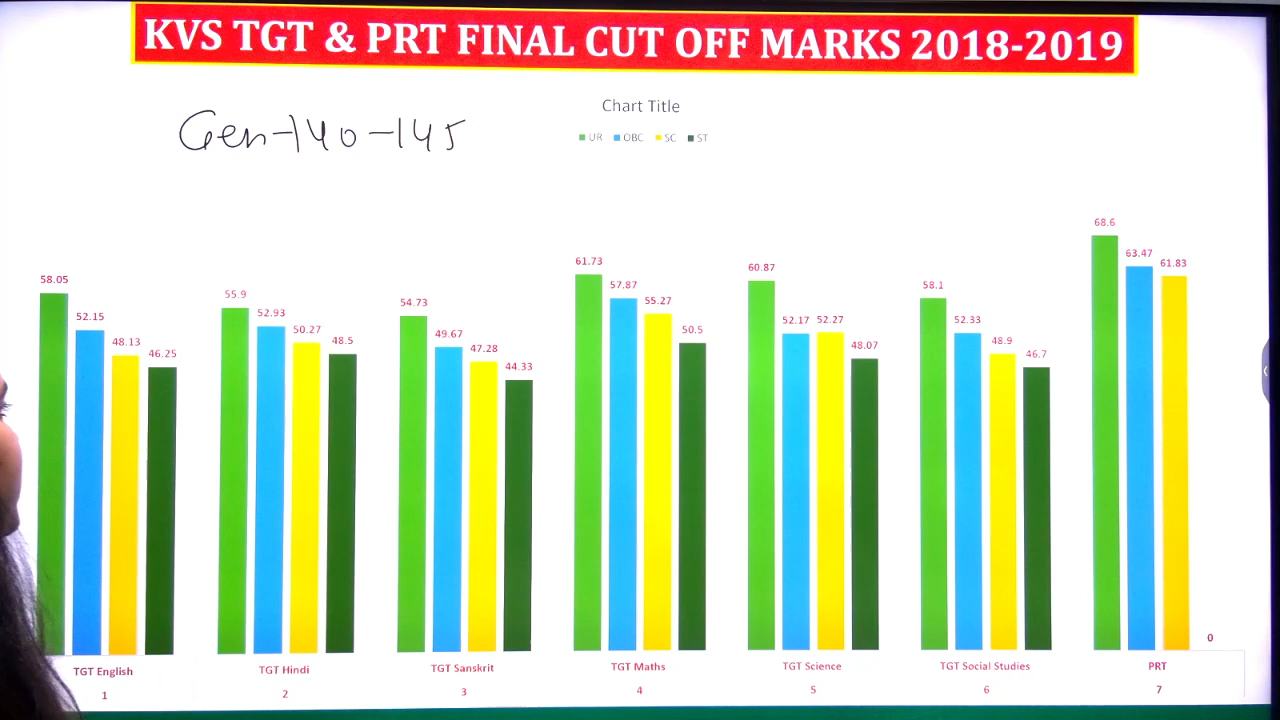 KVS TGT & PRT FINAL CUT OFF MARKS 2018-2019
Chart Title
UR OBC SC ST
Gen-140-145
58.05 52.15 48.13 46.25
55.9 52.93 50.27 48.5
54.73 49.67 47.28 44.33
61.73 57.87 55.27 50.5
60.87 52.17 52.27 48.07
58.1 52.33 48.9 46.7
68.6 63.47 61.83 0
TGT English TGT Hindi TGT Sanskrit TGT Maths TGT Science TGT Social Studies PRT
1 2 3 4 5 6 7